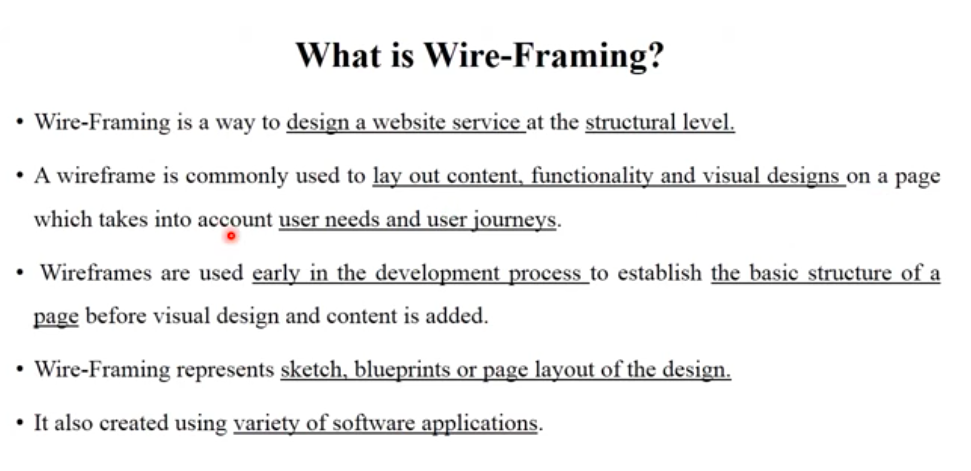 What is Wire-Framing?
• Wire-Framing is a way to design a website service at the structural level.
• A wireframe is commonly used to lay out content, functionality and visual designs on a page
which takes into account user needs and user journeys.
• Wireframes are used early in the development process to establish the basic structure of a
page before visual design and content is added.
• Wire-Framing represents sketch, blueprints or page layout of the design.
• It also created using variety of software applications.